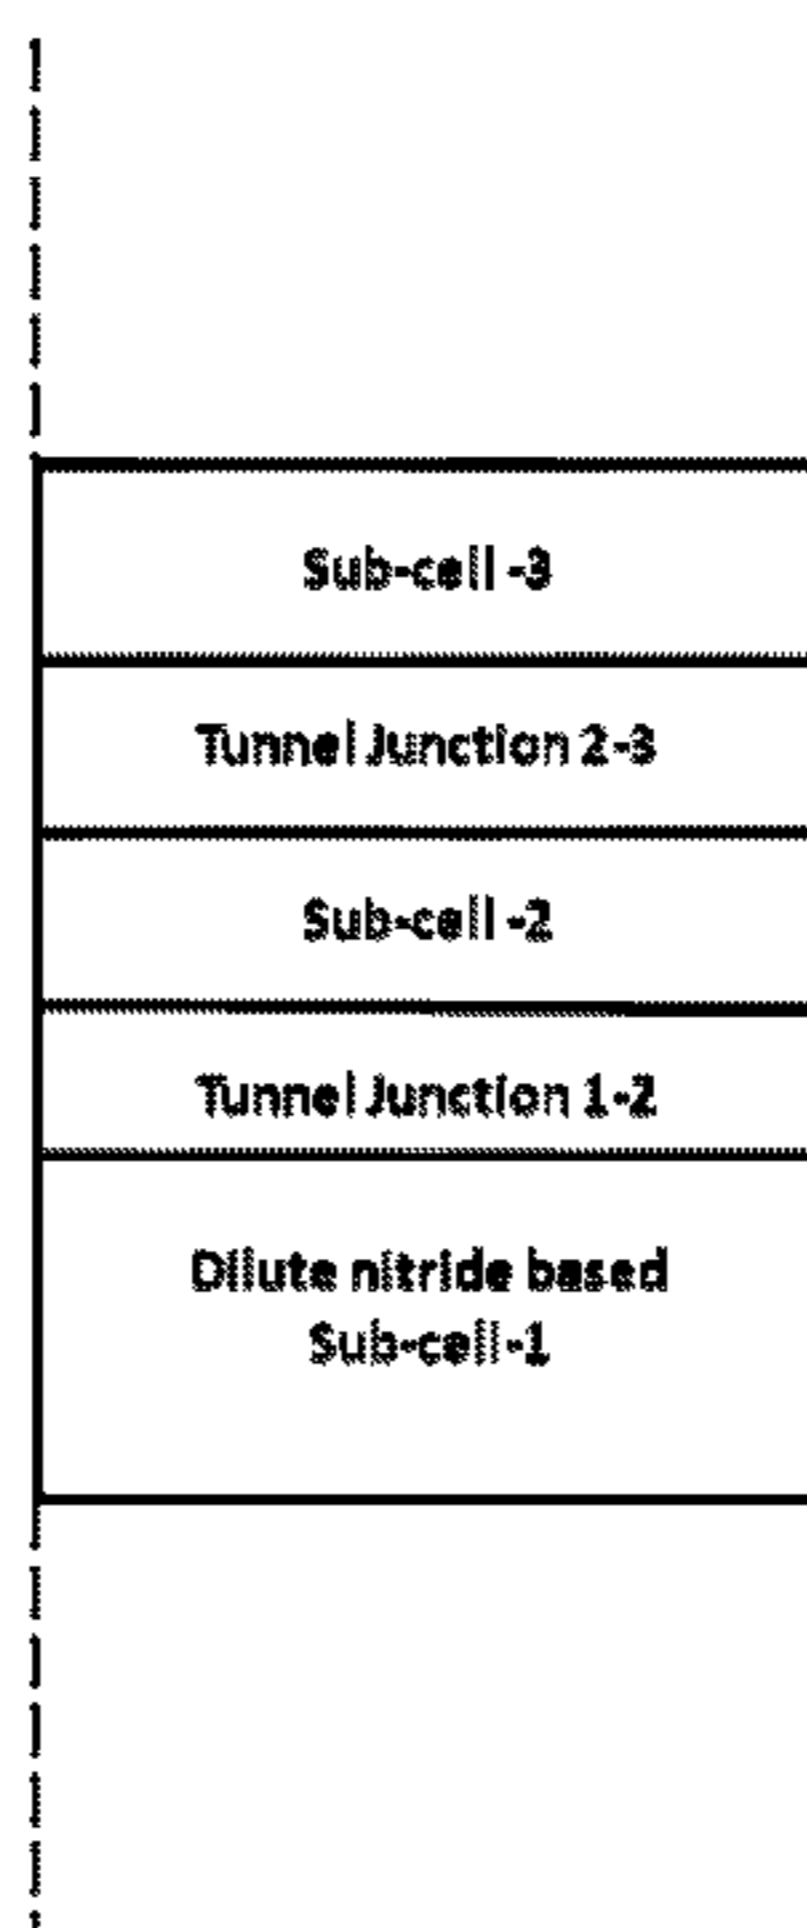 Sub-cell -3
Tunnel Junction 2-3
Sub-cell -2
Tunnel Junction 1-2
Dilute nitride based
Sub-cell -1